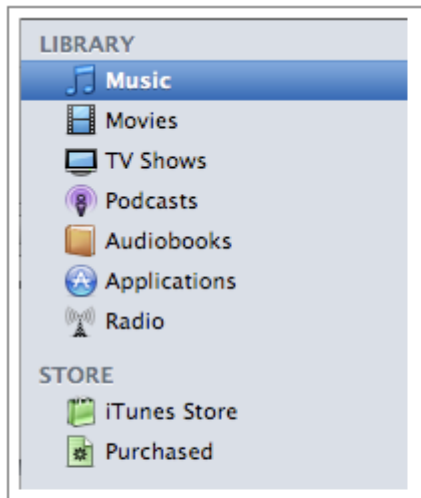 LIBRARY
Music
Movies
TV Shows
Podcasts
Audiobooks
Applications
Radio
STORE
iTunes Store
Purchased